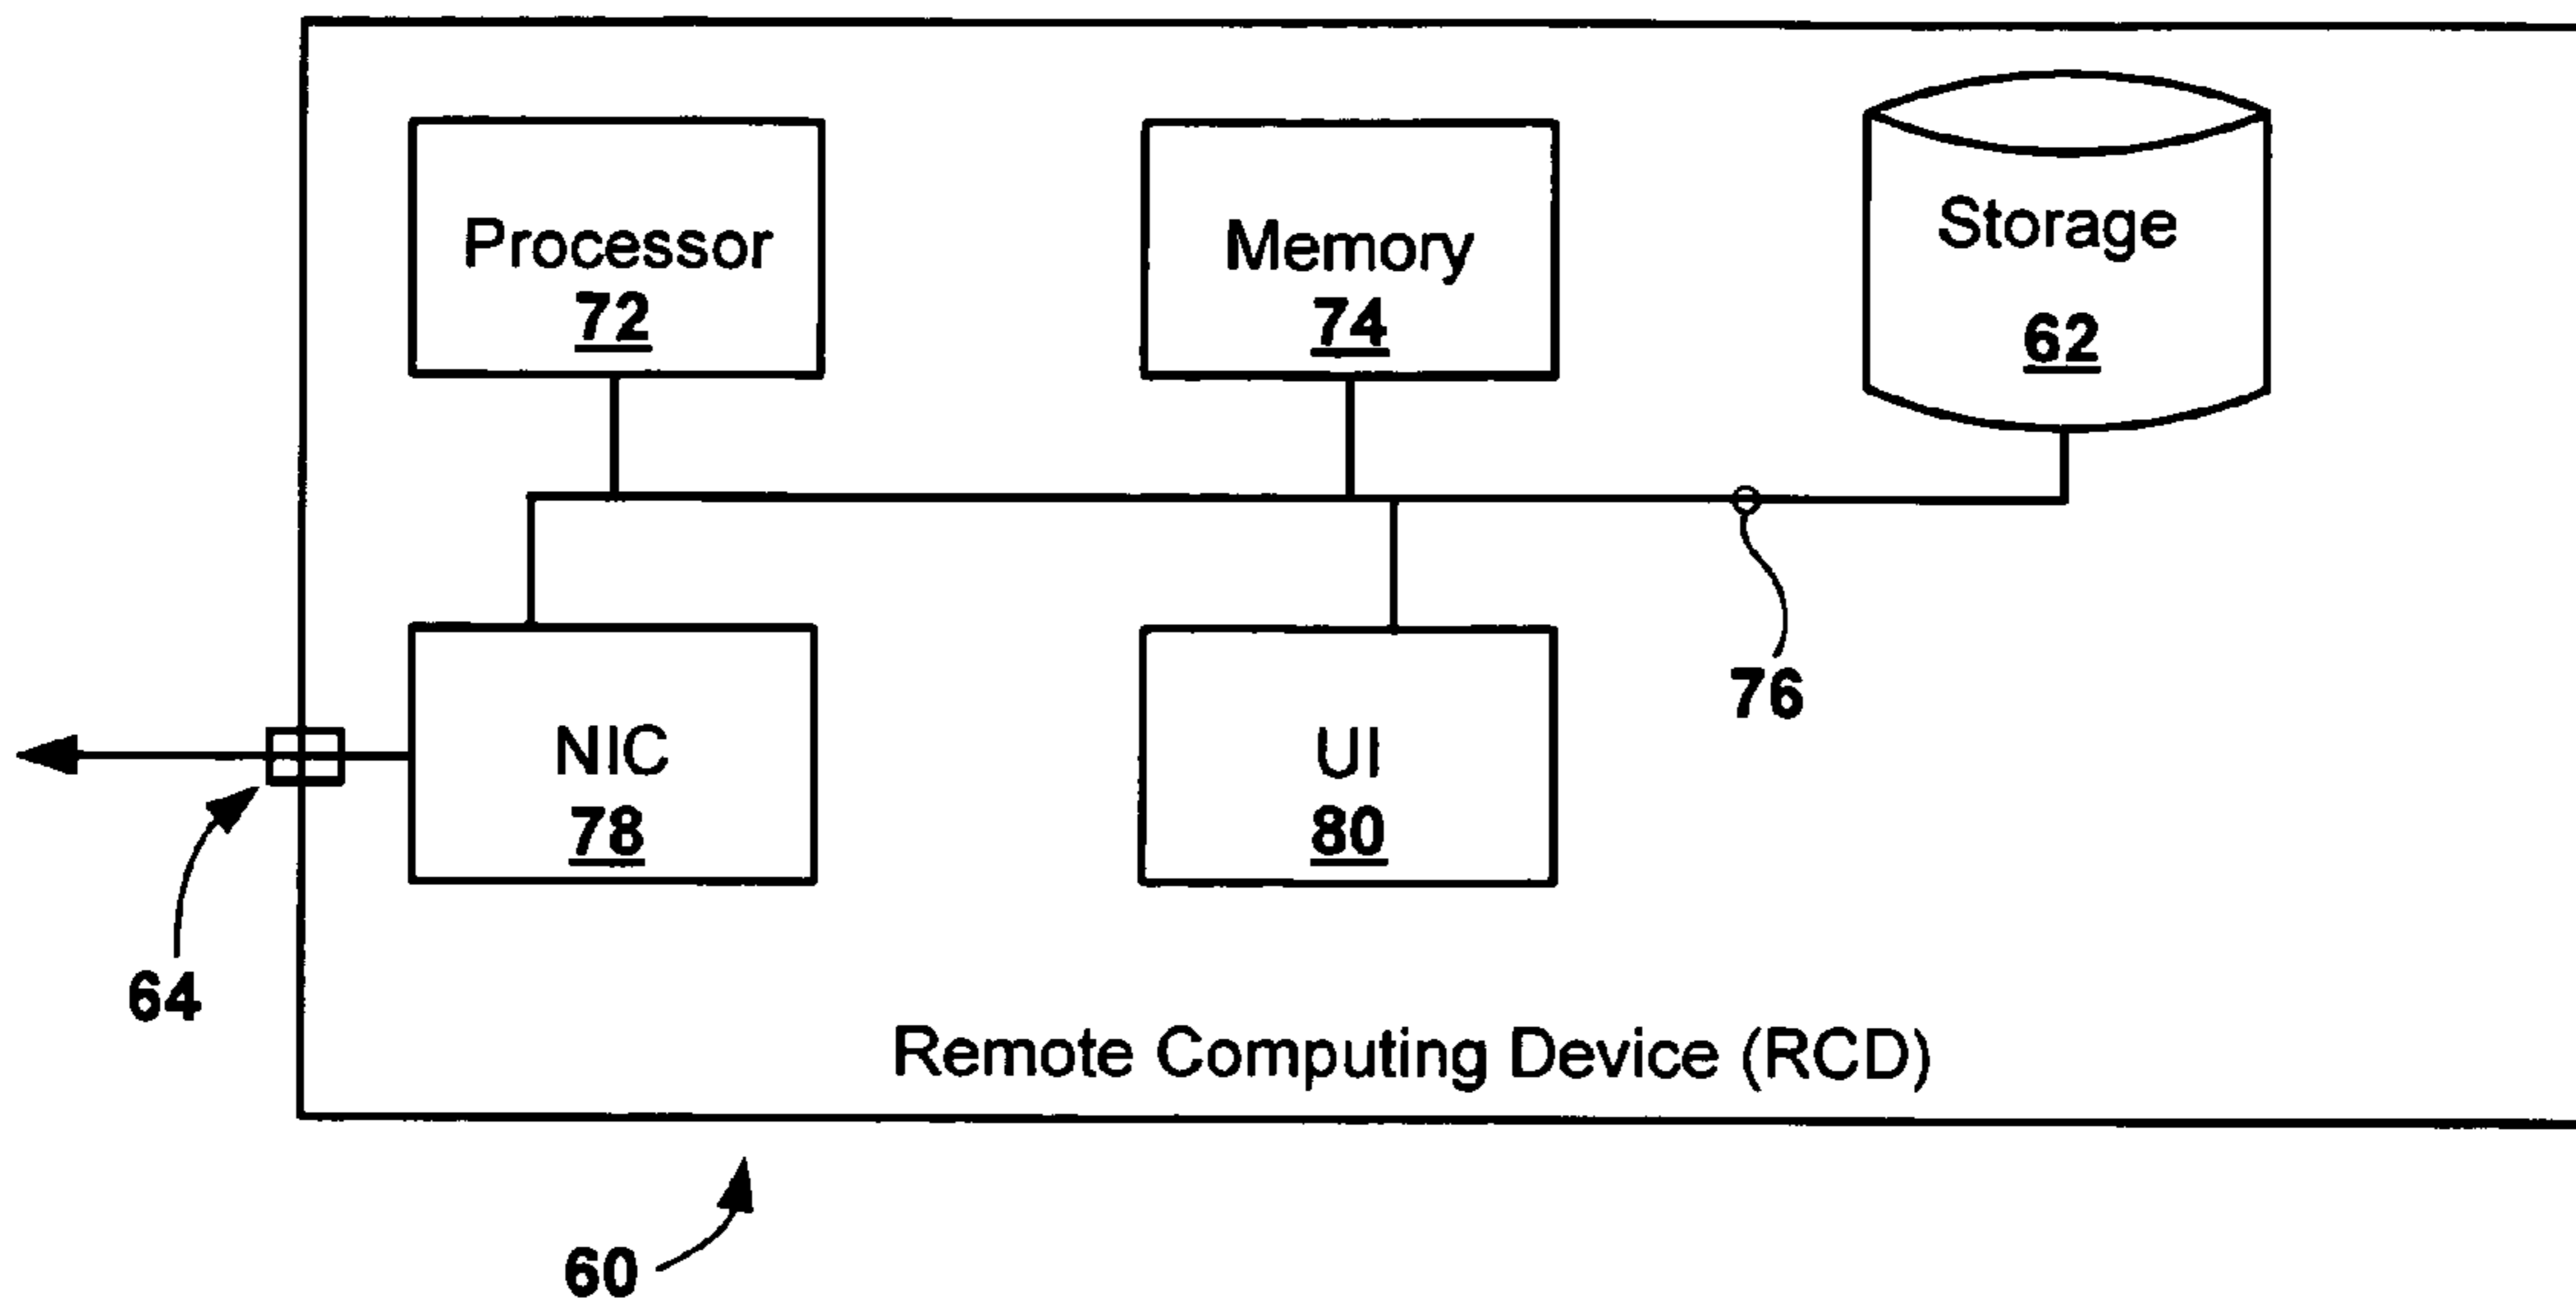 Processor
72
Memory
74
Storage
62
76
NIC
78
UI
80
64
Remote Computing Device (RCD)
60